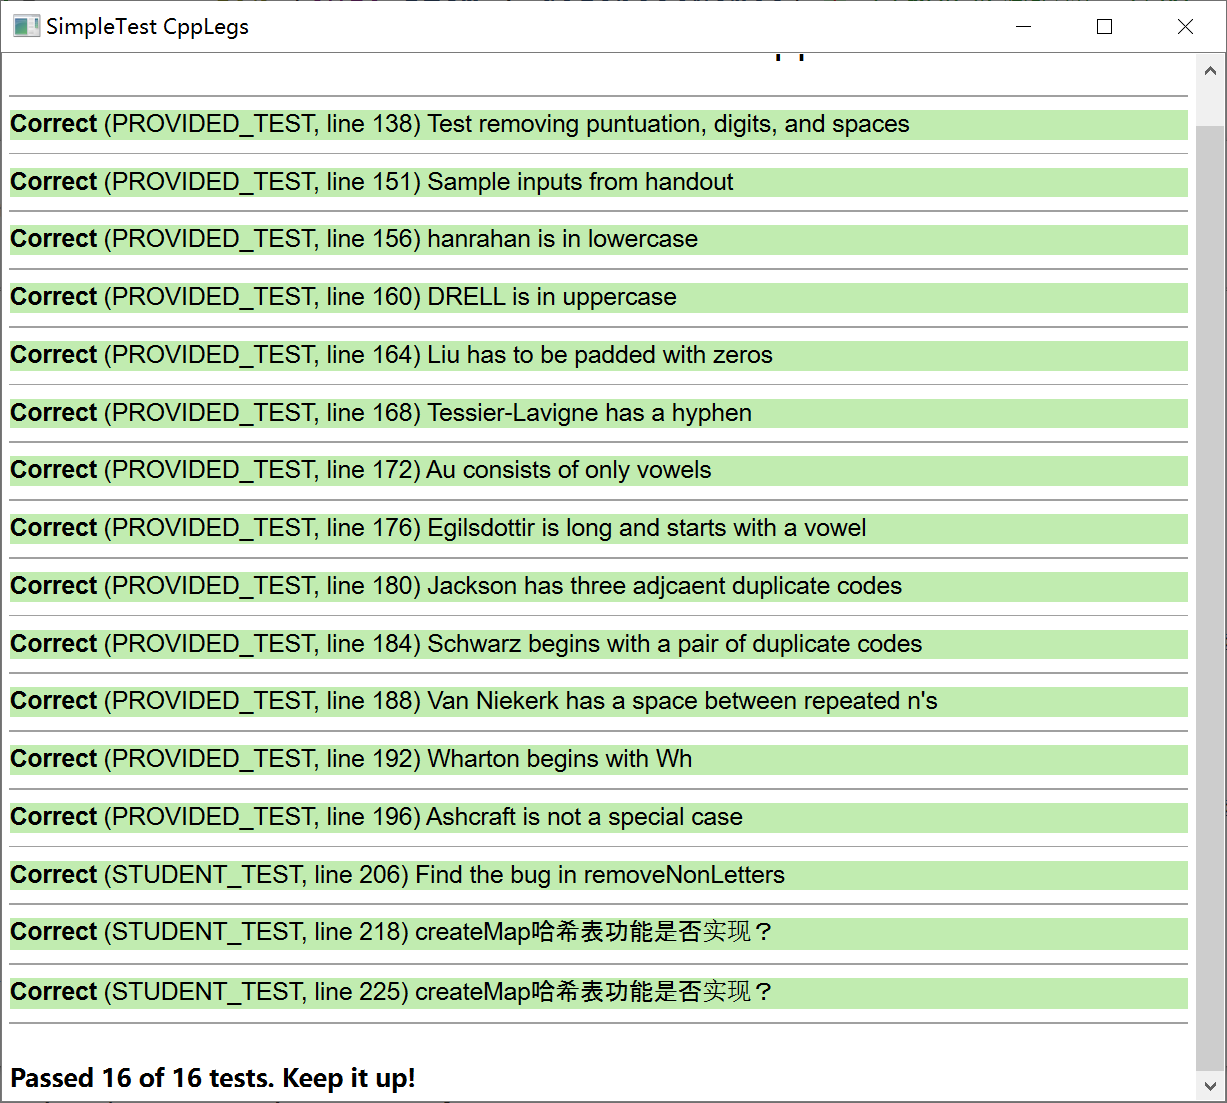 SimpleTest CppLegs
Correct (PROVIDED_TEST, line 138) Test removing puntuation, digits, and spaces
Correct (PROVIDED_TEST, line 151) Sample inputs from handout
Correct (PROVIDED_TEST, line 156) hanrahan is in lowercase
Correct (PROVIDED_TEST, line 160) DRELL is in uppercase
Correct (PROVIDED_TEST, line 164) Liu has to be padded with zeros
Correct (PROVIDED_TEST, line 168) Tessier-Lavigne has a hyphen
Correct (PROVIDED_TEST, line 172) Au consists of only vowels
Correct (PROVIDED_TEST, line 176) Egilsdottir is long and starts with a vowel
Correct (PROVIDED_TEST, line 180) Jackson has three adjcaent duplicate codes
Correct (PROVIDED_TEST, line 184) Schwarz begins with a pair of duplicate codes
Correct (PROVIDED_TEST, line 188) Van Niekerk has a space between repeated n's
Correct (PROVIDED_TEST, line 192) Wharton begins with Wh
Correct (PROVIDED_TEST, line 196) Ashcraft is not a special case
Correct (STUDENT_TEST, line 206) Find the bug in removeNonLetters
Correct (STUDENT_TEST, line 218) createMap哈希表功能是否实现？
Correct (STUDENT_TEST, line 225) createMap哈希表功能是否实现？
Passed 16 of 16 tests. Keep it up!